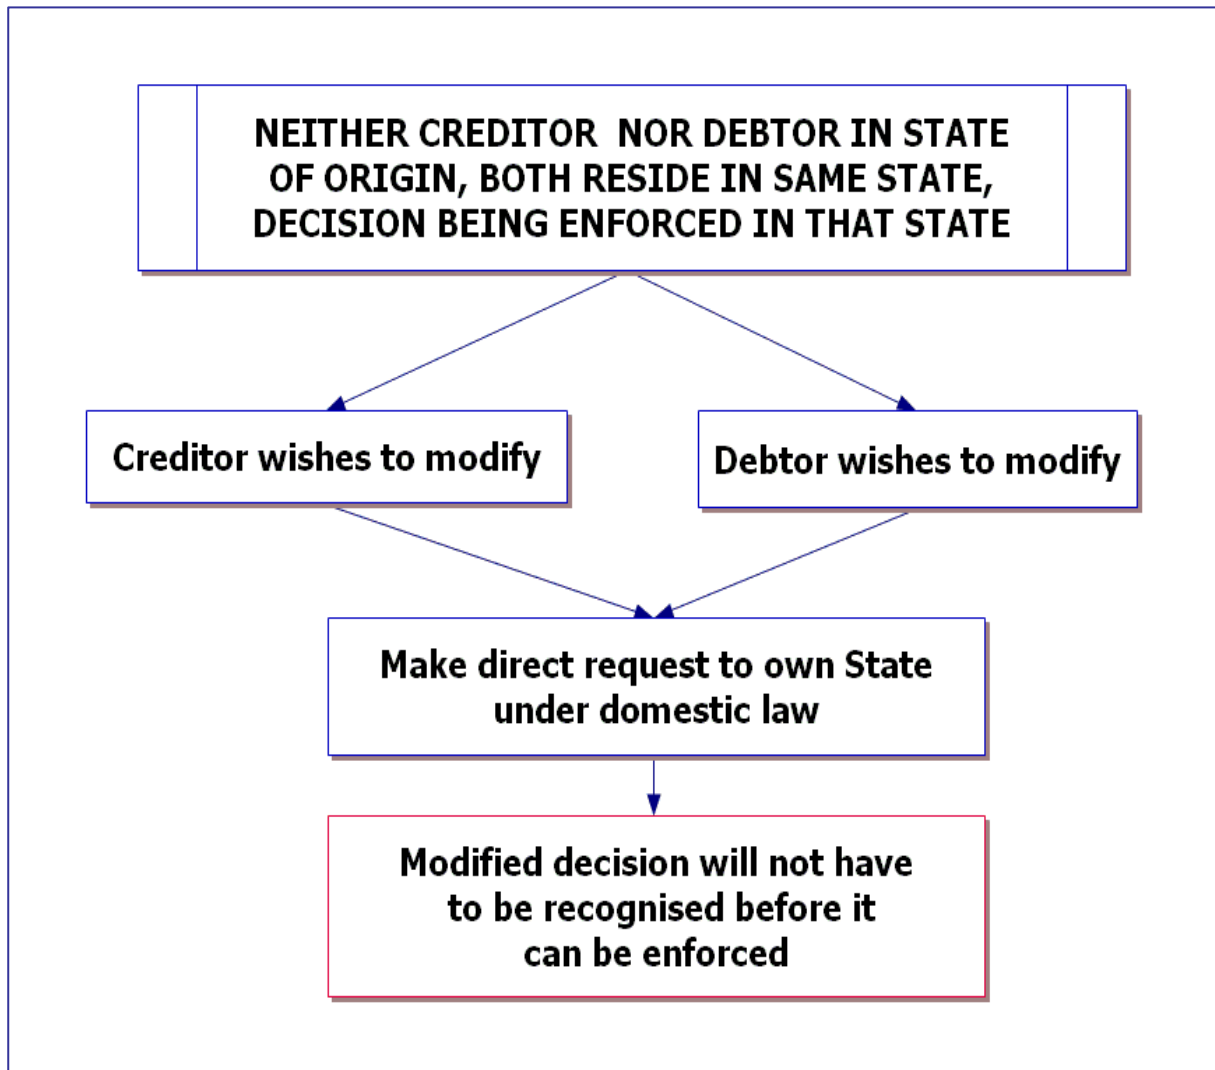 NEITHER CREDITOR NOR DEBTOR IN STATE
OF ORIGIN, BOTH RESIDE IN SAME STATE,
DECISION BEING ENFORCED IN THAT STATE
Creditor wishes to modify
Debtor wishes to modify
Make direct request to own State
under domestic law
Modified decision will not have
to be recognised before it
can be enforced